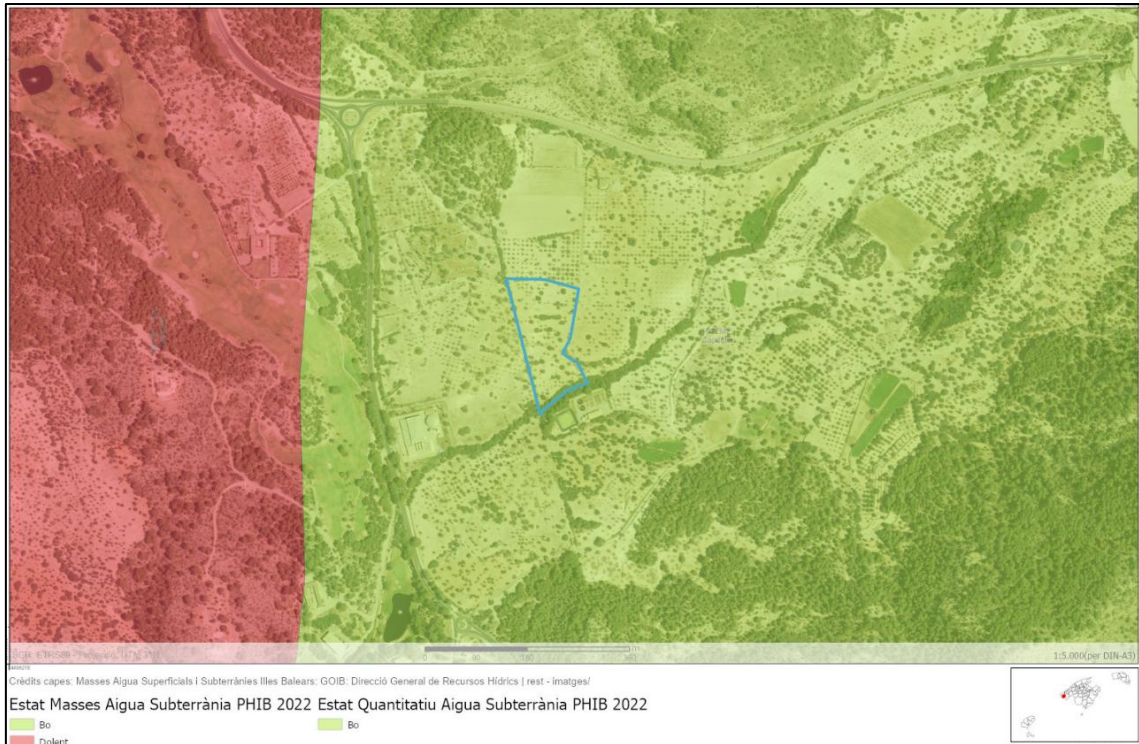 1:5.000(per DIN-A3)
Crèdits capes: Masses Aigua Superficials i Subterrànies Illes Balears: GOIB: Direcció General de Recursos Hídrics | rest - imatges/
Estat Masses Aigua Subterrània PHIB 2022 Estat Quantitatiu Aigua Subterrània PHIB 2022
Bo Bo
Dolent